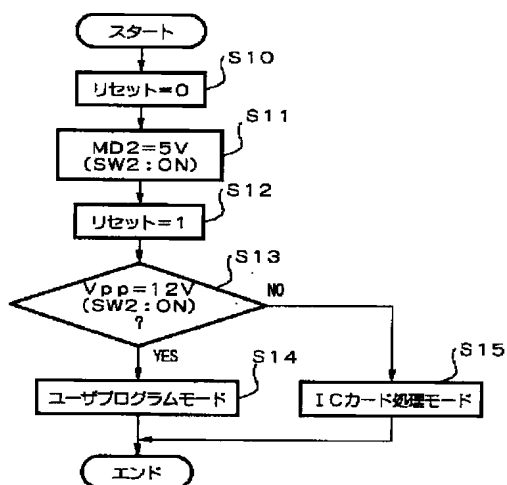 スタート
S10
リセット=0
S11
MD2=5V
(SW2:ON)
S12
リセット=1
S13
Vpp=12V
(SW2:ON)
?
NO
YES
S14
S15
ユーザプログラムモード
ICカード処理モード
エンド